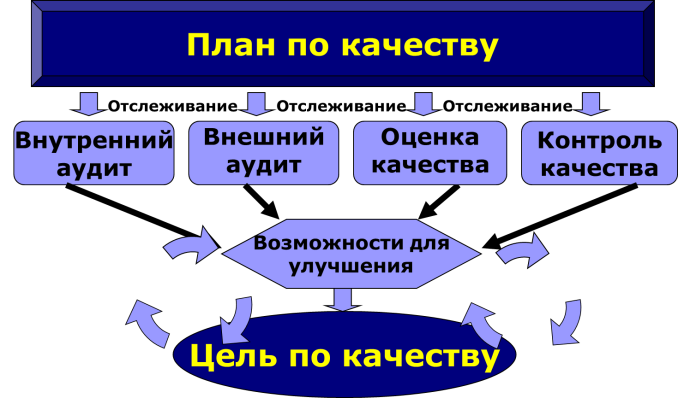 План по качеству
Отслеживание Отслеживание Отслеживание
Внутренний
аудит
Внешний
аудит
Оценка
качества
Контроль
качества
Возможности для
улучшения
Цель по качеству